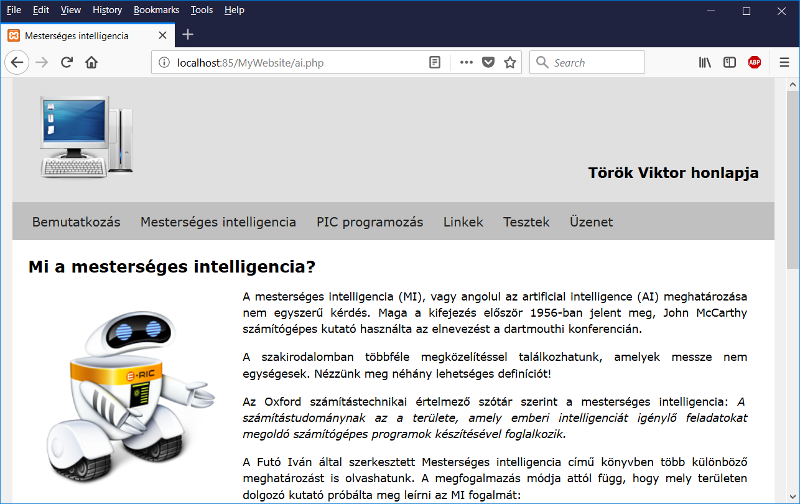 File Edit View History Bookmarks Tools Help
Mesterséges intelligencia
localhost:85/MyWebsite/ai.php
Search
ABP
Török Viktor honlapja
Bemutatkozás Mesterséges intelligencia PIC programozás Linkek Tesztek Üzenet
Mi a mesterséges intelligencia?
A mesterséges intelligencia (MI), vagy angolul az artificial intelligence (AI) meghatározása
nem egyszerű kérdés. Maga a kifejezés először 1956-ban jelent meg, John McCarthy
számítógépes kutató használta az elnevezést a dartmouthi konferencián.
A szakirodalomban többféle megközelítéssel találkozhatunk, amelyek messze nem
egységesek. Nézzünk meg néhány lehetséges definíciót!
Az Oxford számítástechnikai értelmező szótár szerint a mesterséges intelligencia: A
számítástudománynak az a területe, amely emberi intelligenciát igénylő feladatokat
megoldó számítógépes programok készítésével foglalkozik.
A Futó Iván által szerkesztett Mesterséges intelligencia című könyvben több különböző
meghatározást is olvashatunk. A megfogalmazás módja attól függ, hogy mely területen
dolgozó kutató próbálta meg leírni az MI fogalmát:
E-RIC